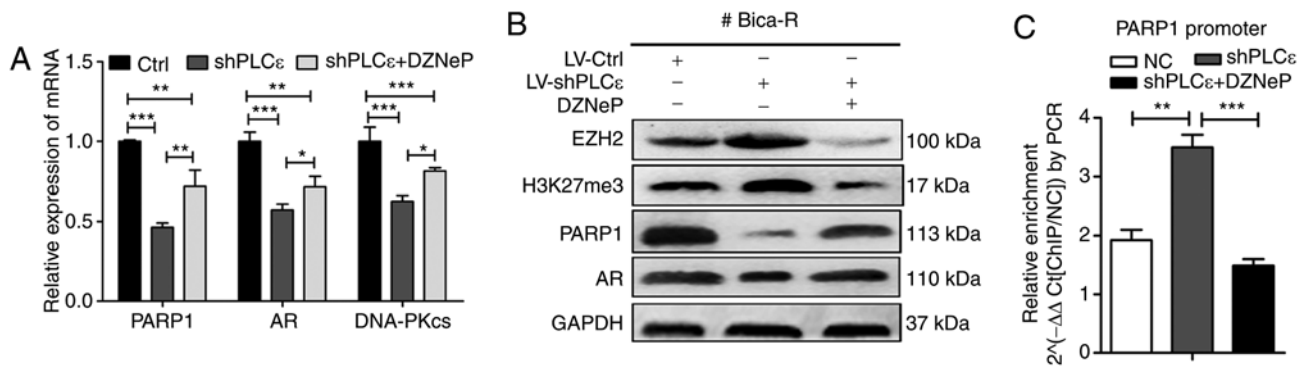 A
Relative expression of mRNA
1.5
1.0
0.5
0.0
Ctrl shPLCε shPLCε+DZNeP
** ** ***
*** *** ***
** * *
PARP1 AR DNA-PKcs
B
# Bica-R
LV-Ctrl + − −
LV-shPLCε − + +
DZNeP − − +
EZH2 100 kDa
H3K27me3 17 kDa
PARP1 113 kDa
AR 110 kDa
GAPDH 37 kDa
C
PARP1 promoter
NC shPLCε
shPLCε+DZNeP
Relative enrichment
2^(−ΔΔ Ct[ChIP/NC]) by PCR
** ***
4
3
2
1
0